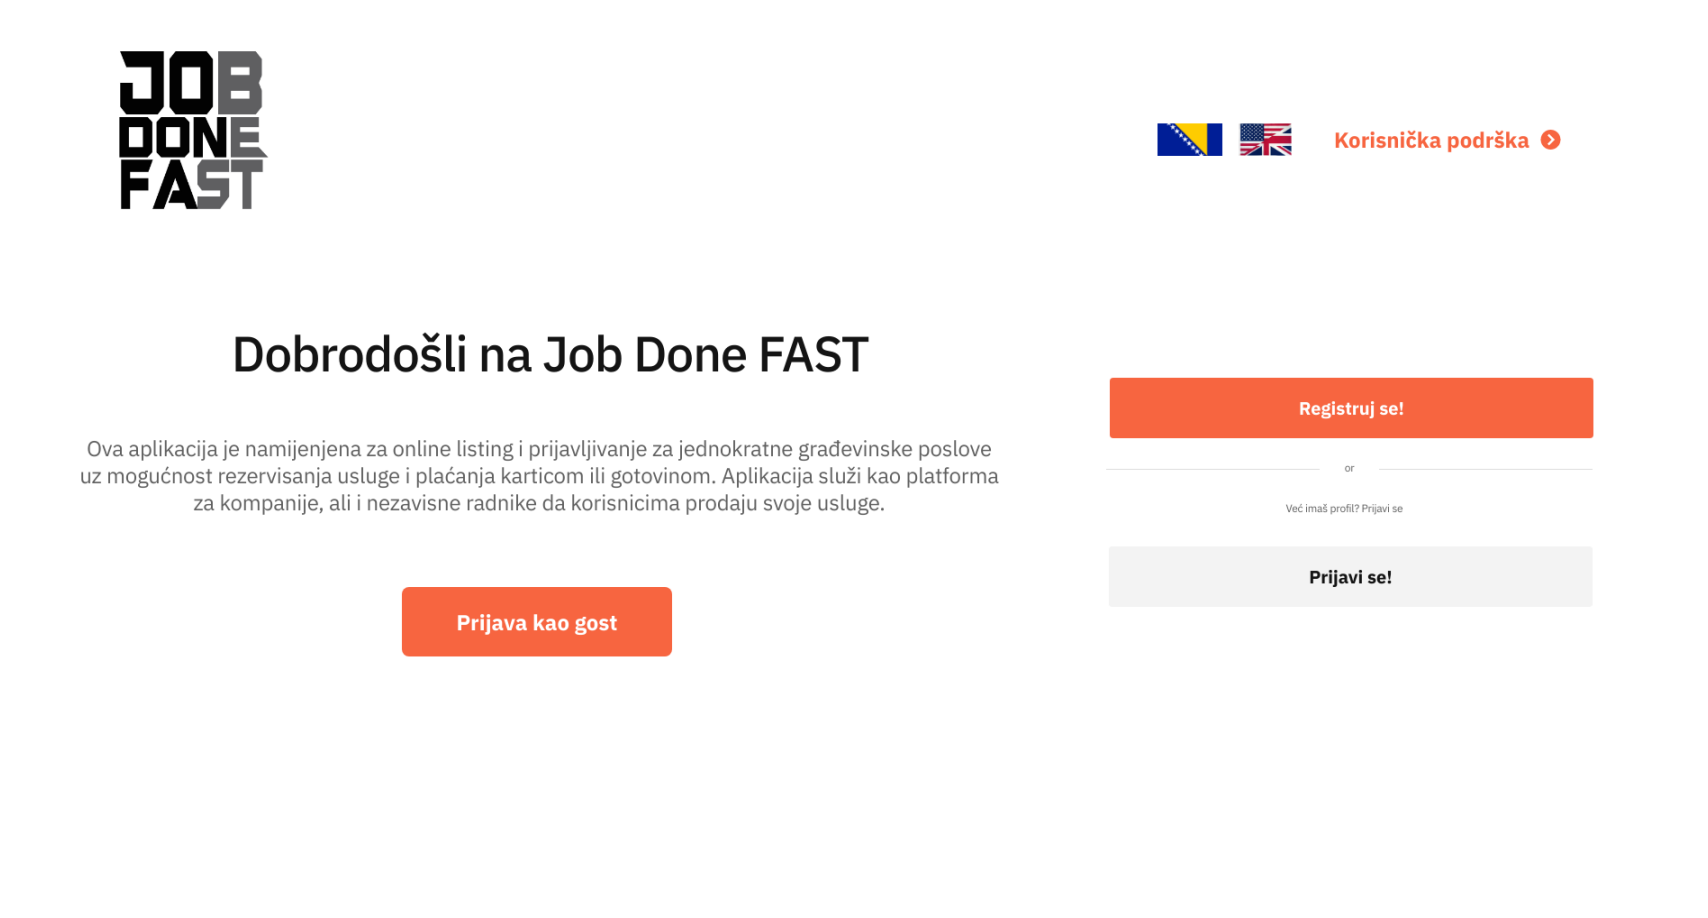 JOB
DONE
FAST
Korisnička podrška
Dobrodošli na Job Done FAST
Ova aplikacija je namijenjena za online listing i prijavljivanje za jednokratne građevinske poslove
uz mogućnost rezervisanja usluge i plaćanja karticom ili gotovinom. Aplikacija služi kao platforma
za kompanije, ali i nezavisne radnike da korisnicima prodaju svoje usluge.
Prijava kao gost
Registruj se!
or
Već imaš profil? Prijavi se
Prijavi se!